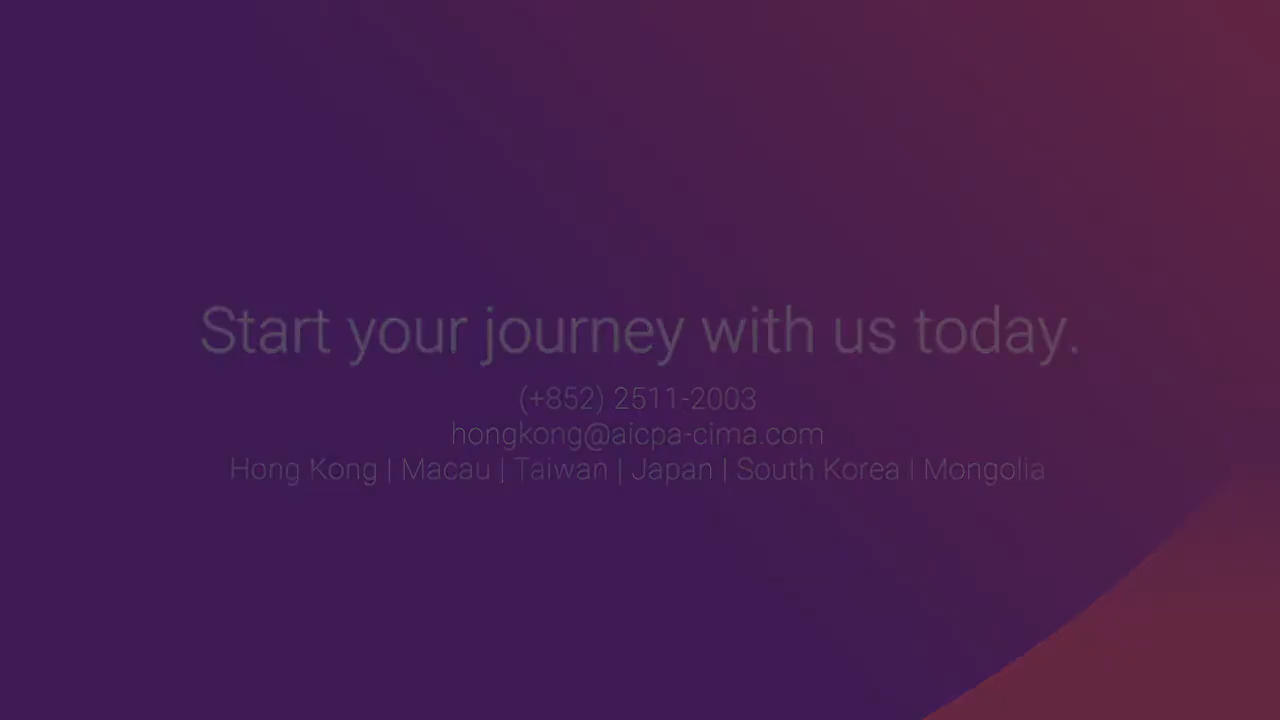 Start your journey with us today.
(+852) 2511-2003
hongkong@aicpa-cima.com
Hong Kong | Macau | Taiwan | Japan | South Korea | Mongolia